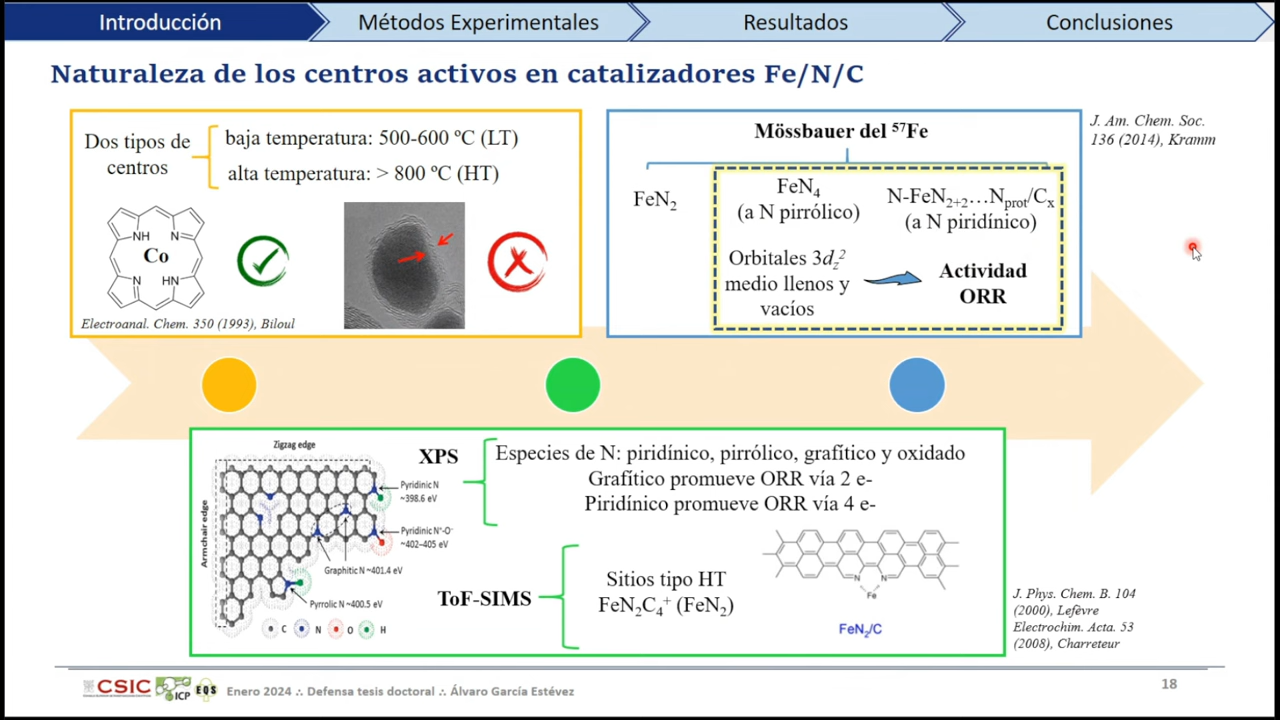 Introducción
Métodos Experimentales
Resultados
Conclusiones
Naturaleza de los centros activos en catalizadores Fe/N/C
Dos tipos de
centros
baja temperatura: 500-600 ºC (LT)
alta temperatura: > 800 ºC (HT)
NH
N
Co
N
HN
Electroanal. Chem. 350 (1993), Biloul
Mössbauer del ⁵⁷Fe
FeN₂
FeN₄
(a N pirrólico)
N-FeN₂₊₂…Nprot/Cx
(a N piridínico)
Orbitales 3dz²
medio llenos y
vacíos
Actividad
ORR
J. Am. Chem. Soc.
136 (2014), Kramm
Zigzag edge
Armchair edge
Pyridinic N
~398.6 eV
Pyridinic N⁺-O⁻
~402–405 eV
Graphitic N ~401.4 eV
Pyrrolic N ~400.5 eV
C N O H
XPS
Especies de N: piridínico, pirrólico, grafítico y oxidado
Grafítico promueve ORR vía 2 e-
Piridínico promueve ORR vía 4 e-
ToF-SIMS
Sitios tipo HT
FeN₂C₄⁺ (FeN₂)
N
N
Fe
FeN₂/C
J. Phys. Chem. B. 104
(2000), Lefèvre
Electrochim. Acta. 53
(2008), Charreteur
CSIC
ICP
EQS
Enero 2024 ∴ Defensa tesis doctoral ∴ Álvaro García Estévez
18